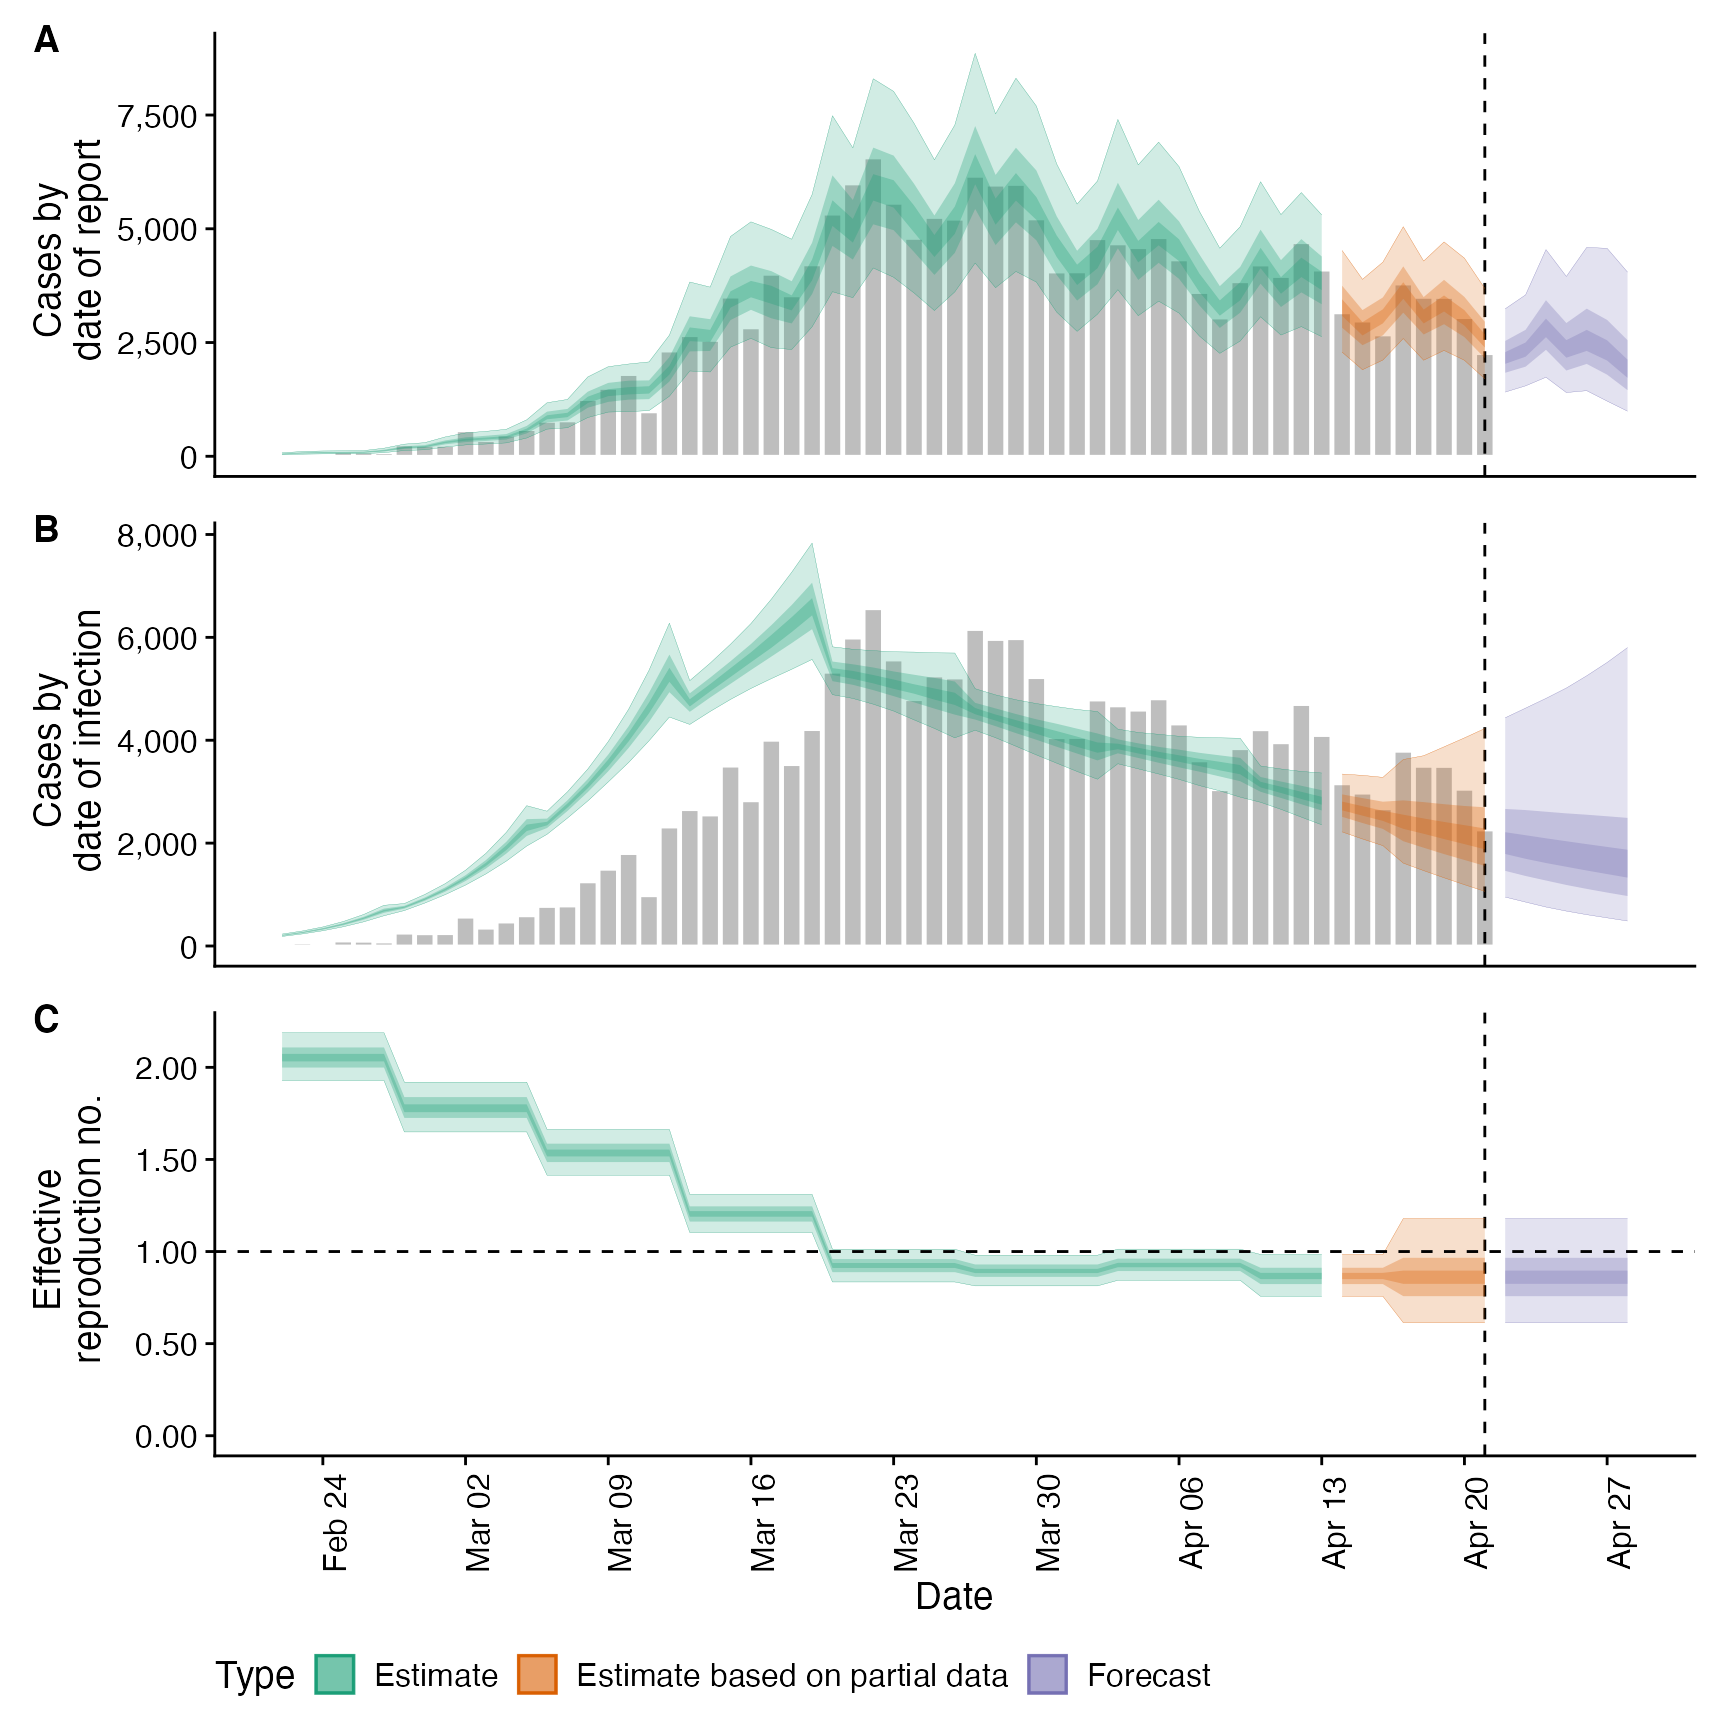 A
Cases by
date of report
7,500
5,000
2,500
0
B
Cases by
date of infection
8,000
6,000
4,000
2,000
0
C
Effective
reproduction no.
2.00
1.50
1.00
0.50
0.00
Feb 24
Mar 02
Mar 09
Mar 16
Mar 23
Mar 30
Apr 06
Apr 13
Apr 20
Apr 27
Date
Type Estimate Estimate based on partial data Forecast